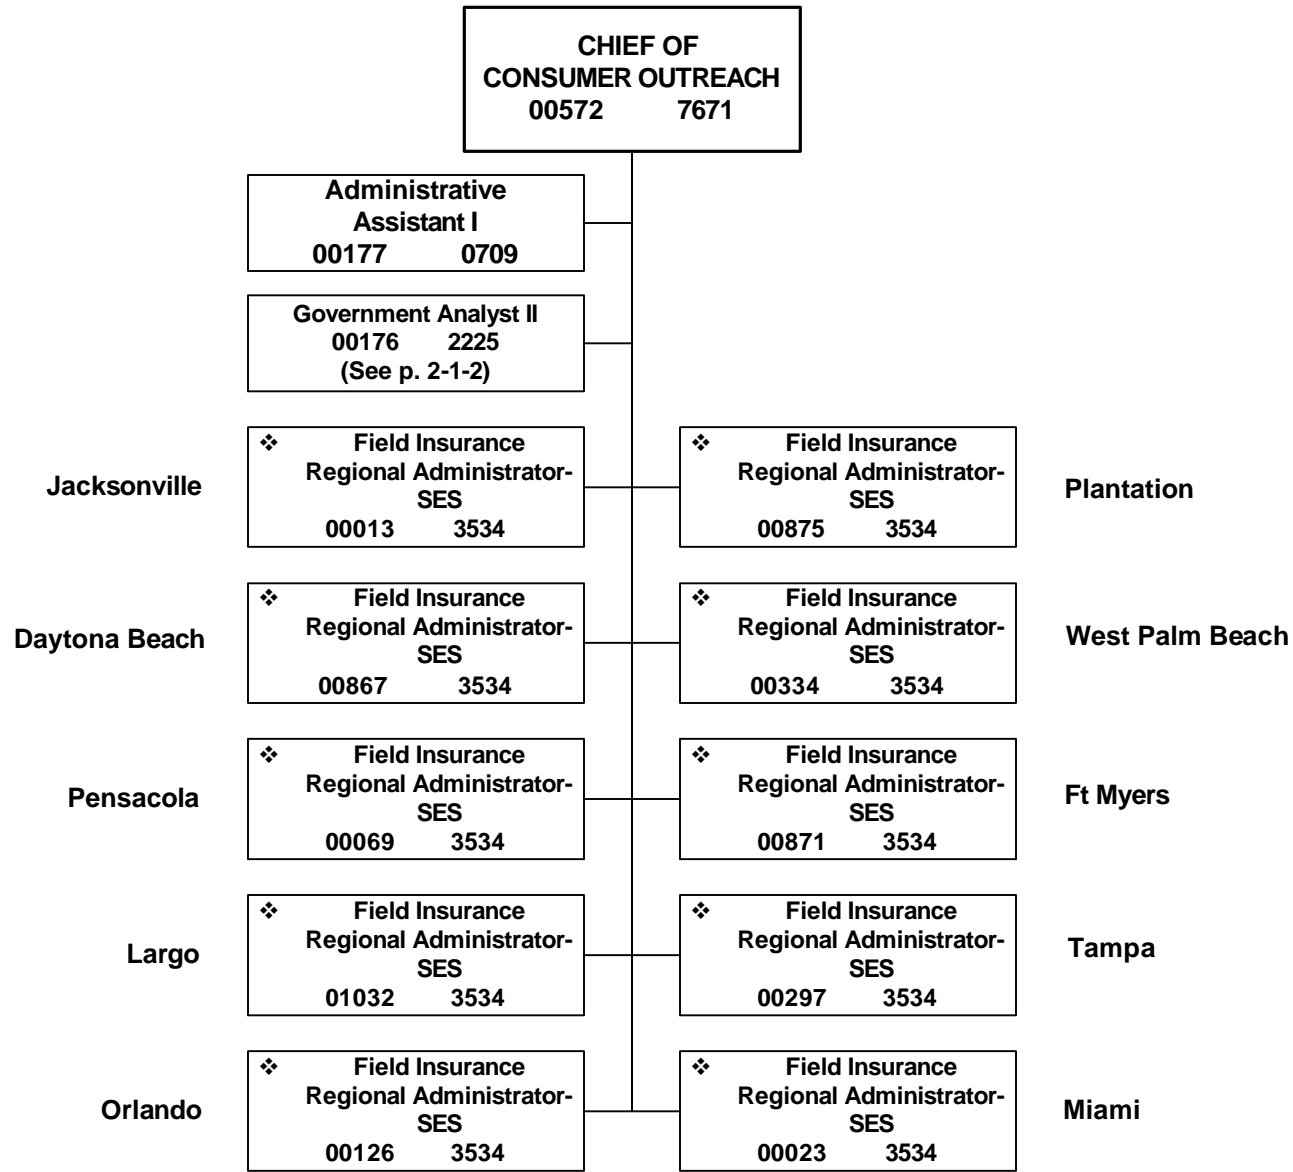 CHIEF OF
CONSUMER OUTREACH
00572 7671
Administrative
Assistant I
00177 0709
Government Analyst II
00176 2225
(See p. 2-1-2)
Jacksonville
❖ Field Insurance
Regional Administrator-
SES
00013 3534
❖ Field Insurance
Regional Administrator-
SES
00875 3534
Plantation
Daytona Beach
❖ Field Insurance
Regional Administrator-
SES
00867 3534
❖ Field Insurance
Regional Administrator-
SES
00334 3534
West Palm Beach
Pensacola
❖ Field Insurance
Regional Administrator-
SES
00069 3534
❖ Field Insurance
Regional Administrator-
SES
00871 3534
Ft Myers
Largo
❖ Field Insurance
Regional Administrator-
SES
01032 3534
❖ Field Insurance
Regional Administrator-
SES
00297 3534
Tampa
Orlando
❖ Field Insurance
Regional Administrator-
SES
00126 3534
❖ Field Insurance
Regional Administrator-
SES
00023 3534
Miami